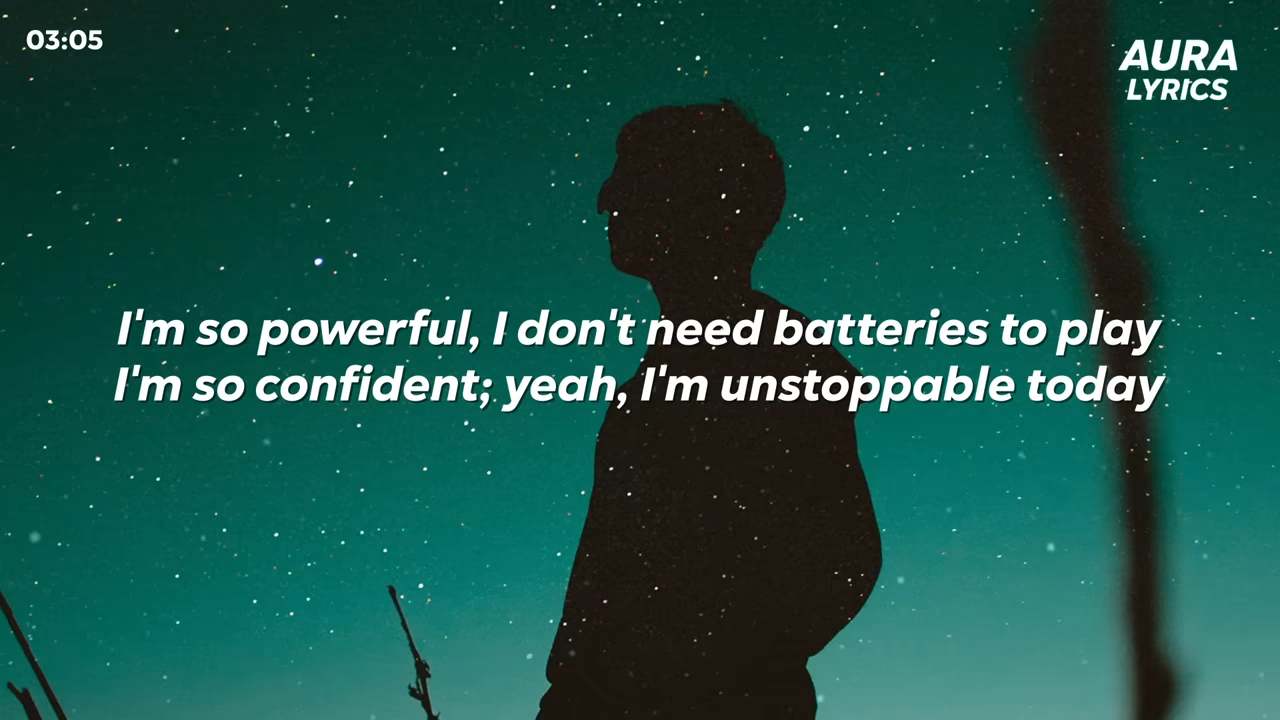 03:05
AURA
LYRICS
I'm so powerful, I don't need batteries to play
I'm so confident; yeah, I'm unstoppable today